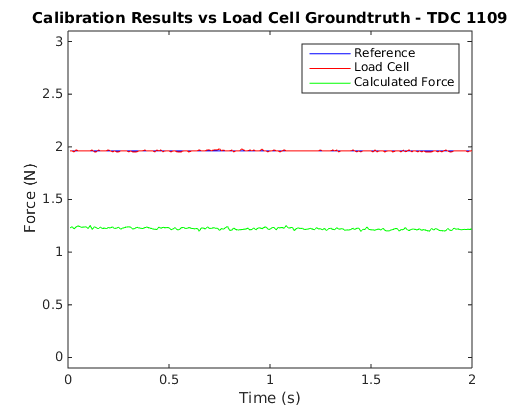 Calibration Results vs Load Cell Groundtruth - TDC 1109
Reference
Load Cell
Calculated Force
3
2.5
2
1.5
1
0.5
0
Force (N)
0 0.5 1 1.5 2
Time (s)